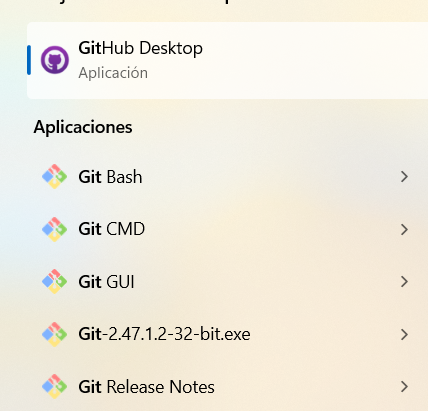 GitHub Desktop
Aplicación
Aplicaciones
Git Bash
Git CMD
Git GUI
Git-2.47.1.2-32-bit.exe
Git Release Notes